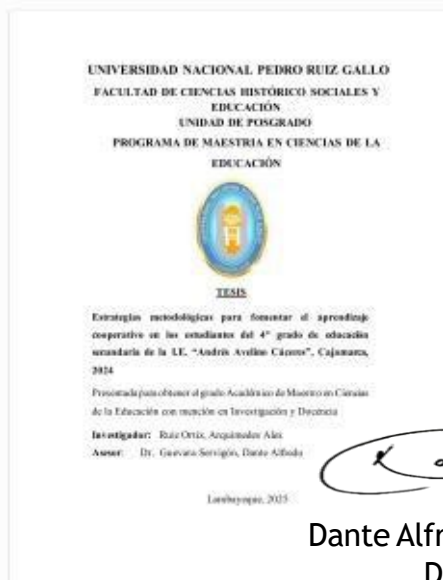 UNIVERSIDAD NACIONAL PEDRO RUIZ GALLO
FACULTAD DE CIENCIAS HISTÓRICO SOCIALES Y
EDUCACIÓN
UNIDAD DE POSGRADO
PROGRAMA DE MAESTRIA EN CIENCIAS DE LA
EDUCACIÓN
TESIS
Estrategias metodológicas para fomentar el aprendizaje
cooperativo en los estudiantes del 4° grado de educación
secundaria de la I.E. “Andrés Avelino Cáceres”, Cajamarca,
2024
Presentada para obtener el grado Académico de Maestro en Ciencias
de la Educación con mención en Investigación y Docencia
Investigador: Ruiz Ortiz, Arquimedes Alex
Asesor: Dr. Guevara Servigón, Dante Alfredo
Lambayeque, 2025
Dante Alfr
D